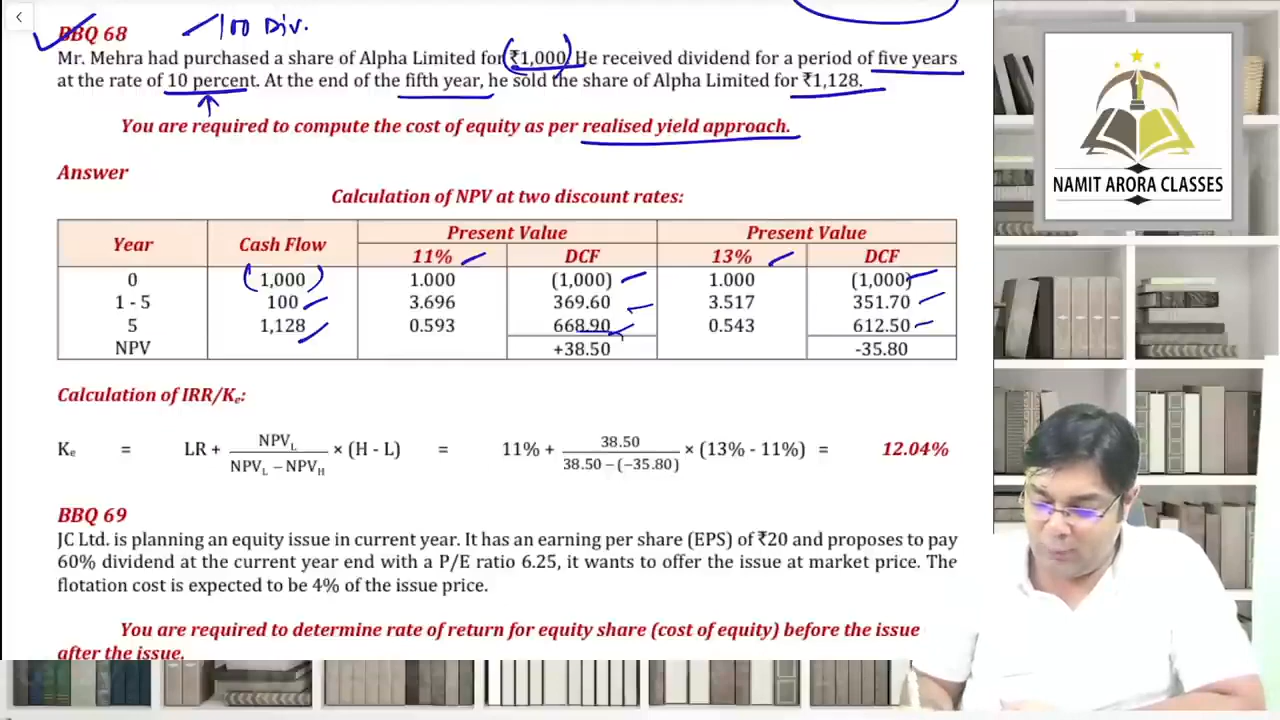 100 Div.
BBQ 68
Mr. Mehra had purchased a share of Alpha Limited for ₹1,000. He received dividend for a period of five years
at the rate of 10 percent. At the end of the fifth year, he sold the share of Alpha Limited for ₹1,128.
You are required to compute the cost of equity as per realised yield approach.
Answer
Calculation of NPV at two discount rates:
Year Cash Flow Present Value Present Value
11% DCF 13% DCF
0 (1,000) 1.000 (1,000) 1.000 (1,000)
1 - 5 100 3.696 369.60 3.517 351.70
5 1,128 0.593 668.90 0.543 612.50
NPV +38.50 -35.80
Calculation of IRR/Kₑ:
Kₑ = LR + NPV_L / NPV_L – NPV_H × (H - L) = 11% + 38.50 / 38.50 – (–35.80) × (13% - 11%) = 12.04%
BBQ 69
JC Ltd. is planning an equity issue in current year. It has an earning per share (EPS) of ₹20 and proposes to pay
60% dividend at the current year end with a P/E ratio 6.25, it wants to offer the issue at market price. The
flotation cost is expected to be 4% of the issue price.
You are required to determine rate of return for equity share (cost of equity) before the issue
after the issue.
NAMIT ARORA CLASSES